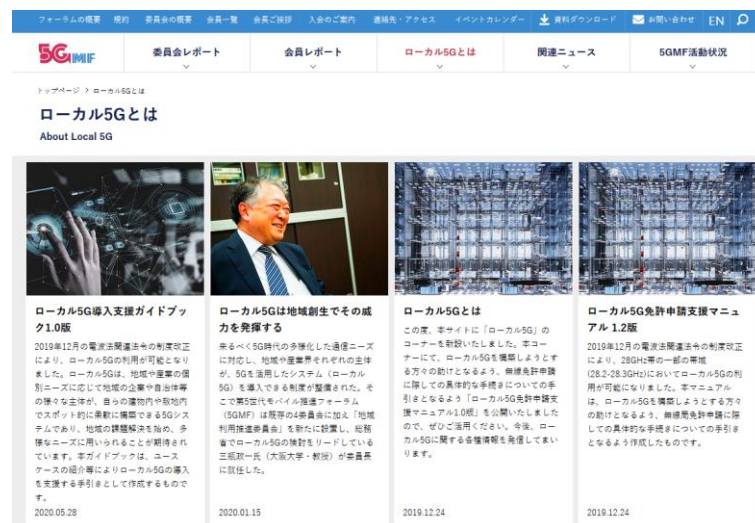 フォーラムの概要 規約 委員会の概要 会員一覧 会長ご挨拶 入会のご案内 連絡先・アクセス イベントカレンダー 資料ダウンロード お問い合わせ EN
5GMF 委員会レポート 会員レポート ローカル5Gとは 関連ニュース 5GMF活動状況
トップページ > ローカル5Gとは
ローカル5Gとは
About Local 5G
ローカル5G導入支援ガイドブッ
ク1.0版
2019年12月の電波法関連法令の制度改正
により、ローカル5Gの利用が可能となり
ました。ローカル5Gは、地域や産業の個
別ニーズに応じて地域の企業や自治体等
の様々な主体が、自らの建物内や敷地内
でスポット的に柔軟に構築できる5Gシス
テムであり、地域の課題解決を始め、多
様なニーズに用いられることが期待され
ています。本ガイドブックは、ユース
ケースの紹介等によりローカル5Gの導入
を支援する手引きとして作成するもので
す。
2020.05.28
ローカル5Gは地域創生でその威
力を発揮する
来るべく5G時代の多様化した通信ニーズ
に対応し、地域や産業界それぞれの主体
が、5Gを活用したシステム（ローカル
5G）を導入できる制度が整備された。そ
こで第5世代モバイル推進フォーラム
（5GMF）は既存の4委員会に加え「地域
利用推進委員会」を新たに設置し、総務
省でローカル5Gの検討をリードしている
三瓶政一氏（大阪大学・教授）が委員長
に就任した。
2020.01.15
ローカル5Gとは
この度、本サイトに「ローカル5G」の
コーナーを新設いたしました。本コー
ナーにて、ローカル5Gを構築しようとす
る方々の助けとなるよう、無線免許申請
に際しての具体的な手続きについての手
引きとなるよう「ローカル5G免許申請支
援マニュアル1.0版」を公開いたしました
ので、ぜひご活用ください。今後、ロー
カル5Gに関する各種情報を発信してまい
ります。
2019.12.24
ローカル5G免許申請支援マニュ
アル 1.2版
2019年12月の電波法関連法令の制度改正
により、28GHz帯の一部の帯域
(28.2-28.3GHz)においてローカル5Gの利
用が可能になりました。本マニュアル
は、ローカル5Gを構築しようとする方々
の助けとなるよう、無線局免許申請に際
しての具体的な手続きについての手引き
となるよう作成したものです。
2019.12.24